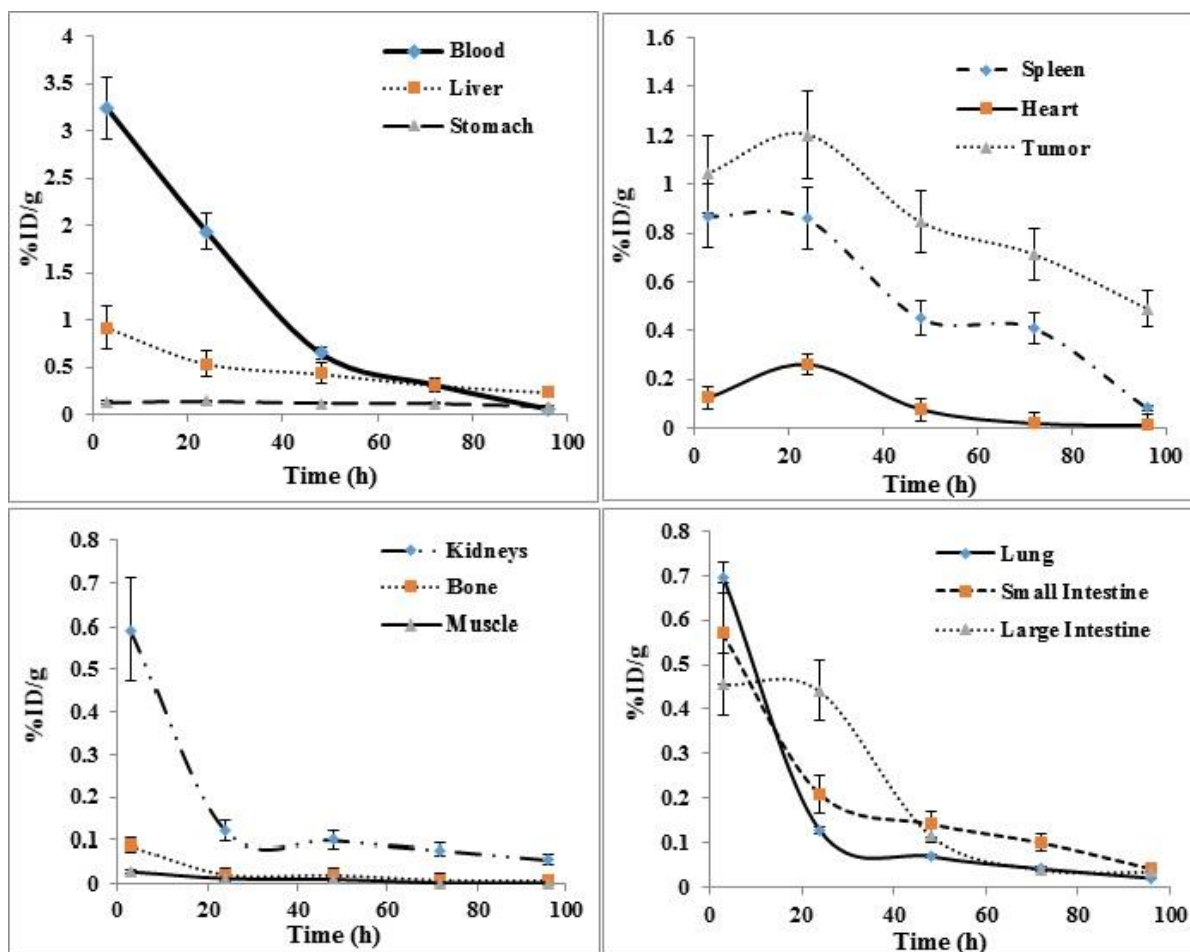 4
3.5
3
2.5
2
1.5
1
0.5
0
%ID/g
Blood
Liver
Stomach
0 20 40 60 80 100
Time (h)
1.6
1.4
1.2
1
0.8
0.6
0.4
0.2
0
%ID/g
Spleen
Heart
Tumor
0 20 40 60 80 100
Time (h)
0.8
0.7
0.6
0.5
0.4
0.3
0.2
0.1
0
%ID/g
Kidneys
Bone
Muscle
0 20 40 60 80 100
Time (h)
0.8
0.7
0.6
0.5
0.4
0.3
0.2
0.1
0
%ID/g
Lung
Small Intestine
Large Intestine
0 20 40 60 80 100
Time (h)